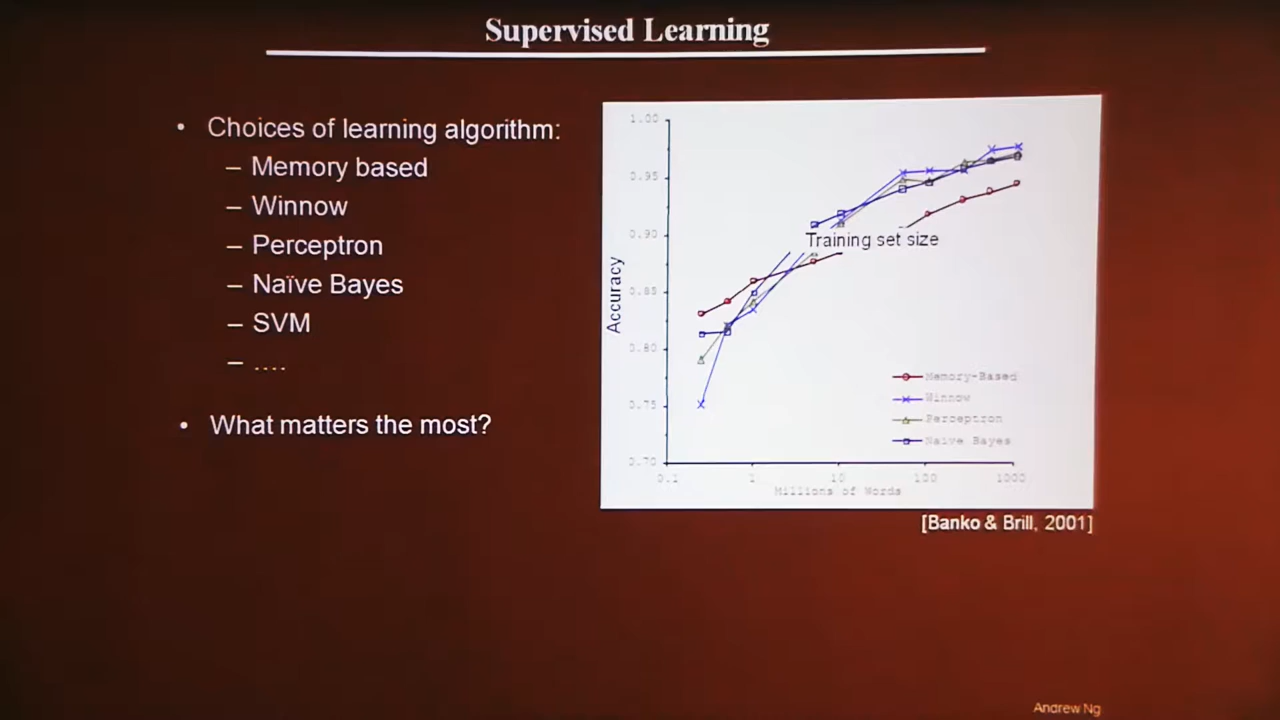 Supervised Learning
• Choices of learning algorithm:
– Memory based
– Winnow
– Perceptron
– Naïve Bayes
– SVM
– ....
• What matters the most?
1.00
0.95
0.90
0.85
0.80
0.75
0.70
Accuracy
Training set size
Memory-Based
Winnow
Perceptron
Naive Bayes
0.1 1 10 100 1000
Millions of Words
[Banko & Brill, 2001]
Andrew Ng